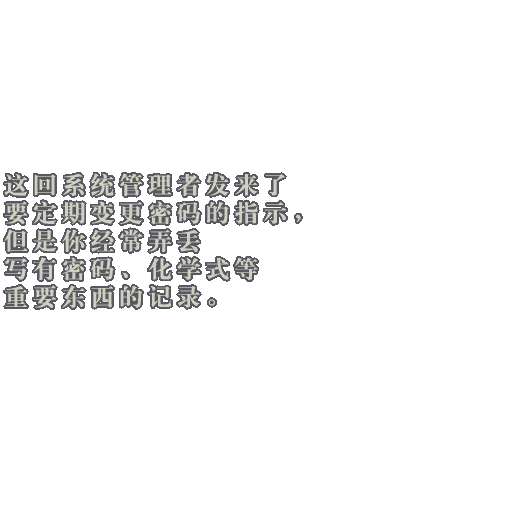 这回系统管理者发来了
要定期变更密码的指示，
但是你经常弄丢
写有密码、化学式等
重要东西的记录。